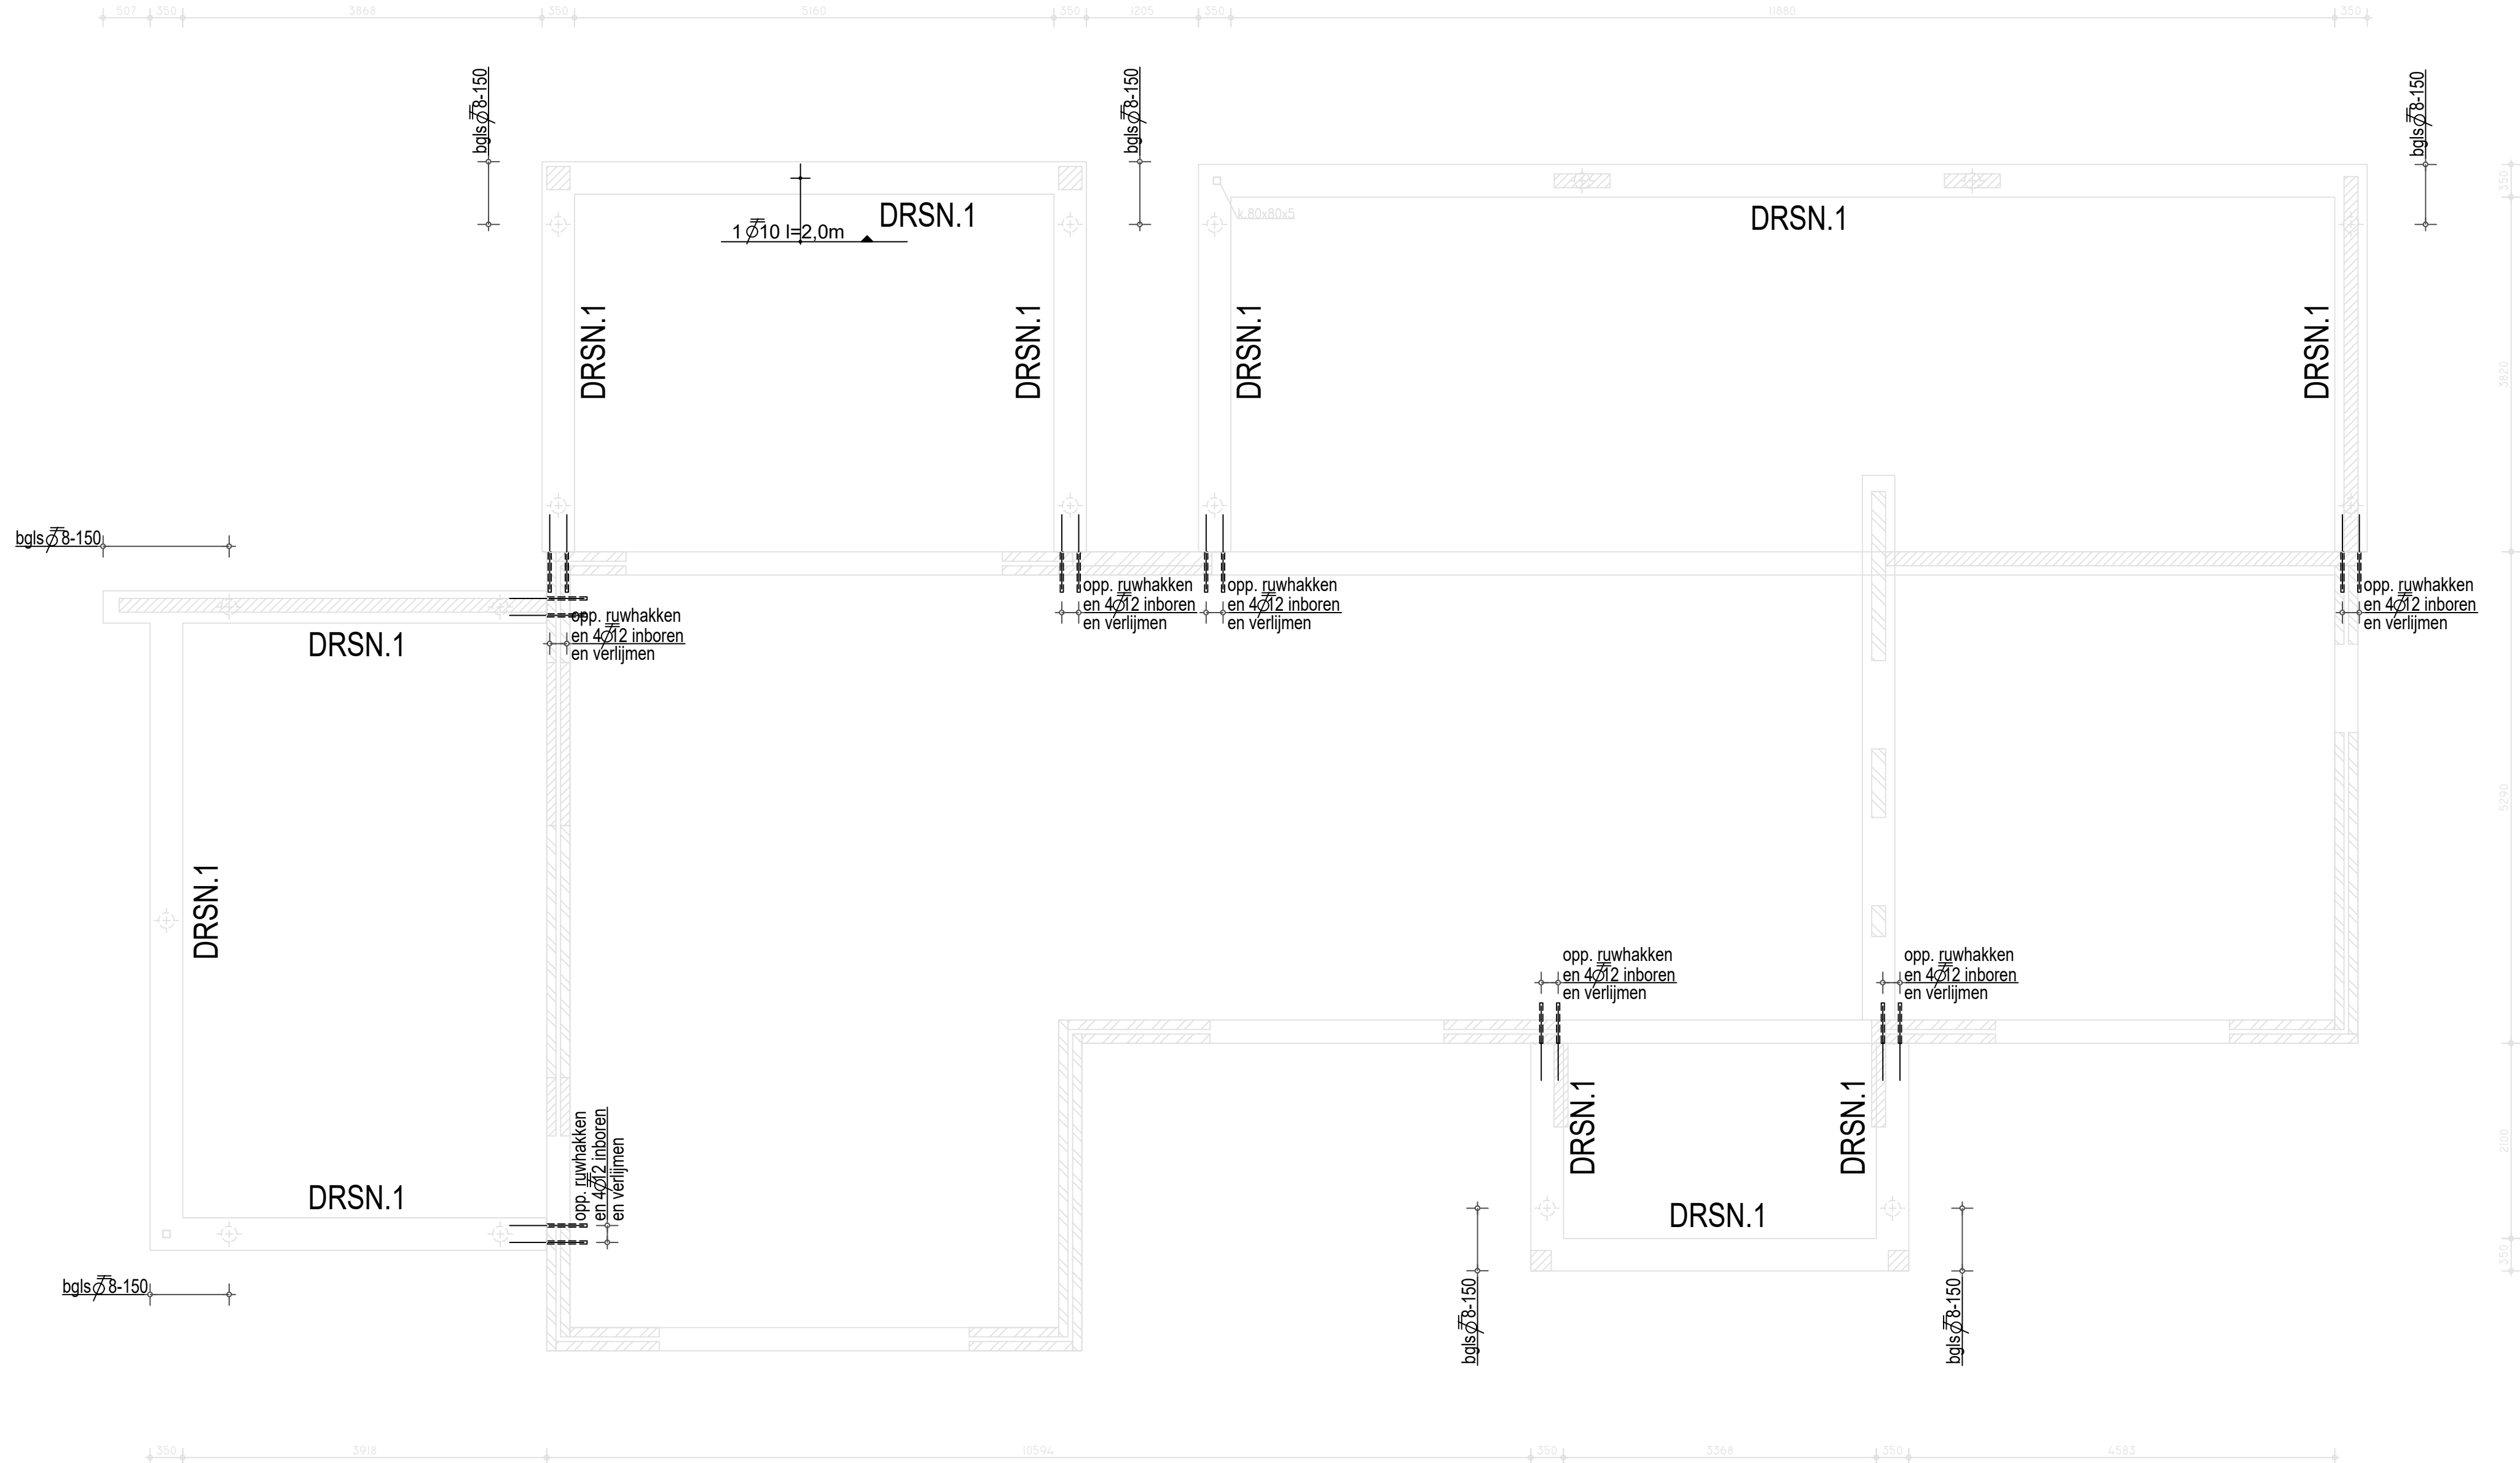 507 350 3868 350 5160 350 1205 350 11880 350
bgls ⌀8-150
bgls ⌀8-150
bgls ⌀8-150
350
DRSN.1
1 ⌀10 l=2,0m
k.80x80x5
DRSN.1
DRSN.1
DRSN.1
DRSN.1
DRSN.1
3820
bgls ⌀8-150
DRSN.1
opp. ruwhakken
en 4⌀12 inboren
en verlijmen
opp. ruwhakken
en 4⌀12 inboren
en verlijmen
opp. ruwhakken
en 4⌀12 inboren
en verlijmen
opp. ruwhakken
en 4⌀12 inboren
en verlijmen
5290
DRSN.1
opp. ruwhakken
en 4⌀12 inboren
en verlijmen
opp. ruwhakken
en 4⌀12 inboren
en verlijmen
opp. ruwhakken
en 4⌀12 inboren
en verlijmen
DRSN.1
DRSN.1
2100
DRSN.1
DRSN.1
350
bgls ⌀8-150
bgls ⌀8-150
bgls ⌀8-150
350 3918 10594 350 3368 350 4583